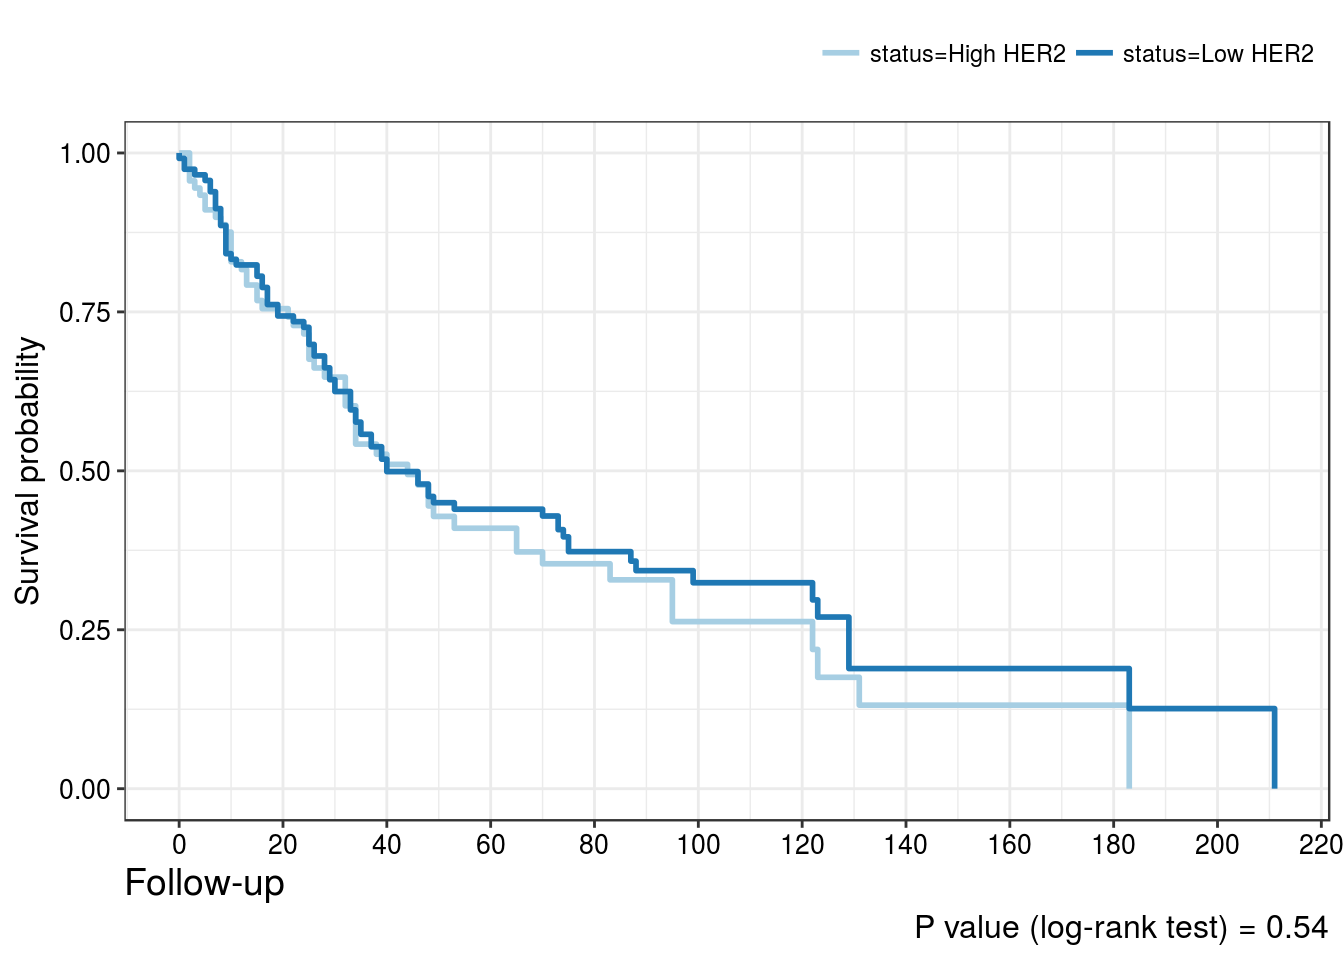 status=High HER2 status=Low HER2
Survival probability
1.00
0.75
0.50
0.25
0.00
0 20 40 60 80 100 120 140 160 180 200 220
Follow-up
P value (log-rank test) = 0.54